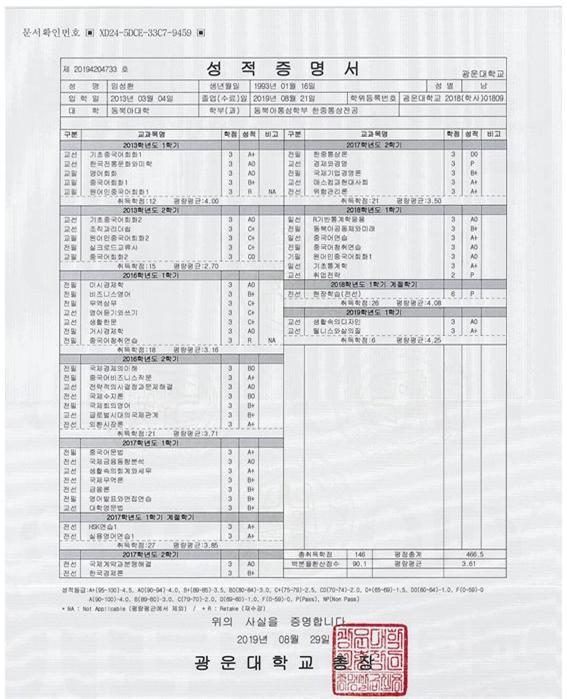 문서확인번호 ▣ XD24-5DCE-33C7-9459 ▣
제 20194204733 호
성적증명서
광운대학교
성 명 임성환 생년월일 1993년 01월 16일 성 별 남
입 학 일 2013년 03월 04일 졸업(수료)일 2019년 08월 21일 학위등록번호 광운대학교 2018(학사)01809
대 학 동북아대학 학부(과) 동북아통상학부 한중통상전공
구분 교과목명 학점 성적 비고
2013학년도 1학기
교선 기초중국어회화1 3 A+
교선 한국전통문화와미학 3 A0
교필 영어회화 3 A0
교필 중국어회화1 3 B+
교필 원어민중국어회화1 3 R NA
취득학점:12 평량평균:4.00
2013학년도 2학기
교선 기초중국어회화2 3 A0
교선 조직과리더쉽 3 C+
교필 원어민중국어회화2 3 C+
전필 실크로드교류사 3 C+
교필 중국어회화2 3 C0
취득학점:15 평량평균:2.70
2016학년도 1학기
전필 미시경제학 3 A0
전필 비즈니스영어 3 B+
전필 무역상무 3 C+
교선 영어듣기와쓰기 3 C+
교선 생활한문 3 C+
전필 거시경제학 3 A0
전필 중국어청취연습 3 R NA
취득학점:18 평량평균:3.16
2016학년도 2학기
전필 국제경제의이해 3 B0
전필 중국어비즈니스작문 3 A+
교선 전략적의사결정과문제해결 3 A0
전필 국제수지론 3 B0
전필 국제회의영어 3 B+
교선 글로벌시대의국제관계 3 B+
전선 외환시장론 3 A+
취득학점:21 평량평균:3.71
2017학년도 1학기
전필 중국어문법 3 A+
전선 국제금융동향분석 3 A0
교선 생활속의회계와세무 3 A+
전선 국제무역론 3 B+
전선 금융론 3 B+
전필 영어발표와면접연습 3 B+
교선 대학영문법 3 B+
2017학년도 1학기 계절학기
전선 HSK연습1 3 A+
전선 실용영어연습1 3 A+
취득학점:27 평량평균:3.85
2017학년도 2학기
전선 국제계약과분쟁해결 3 A0
전선 한국경제론 3 B+
구분 교과목명 학점 성적 비고
2017학년도 2학기
전필 한중통상론 3 D0
교선 경제와경영 3 P
전필 국제기업경영론 3 B+
교선 매스컴과현대사회 3 A+
전선 위험관리론 3 A+
취득학점:21 평량평균:3.50
2018학년도 1학기
일선 R기반통계학응용 3 A0
전선 동북아공동체와미래 3 B+
일선 중국어연습 3 A+
전필 중국어청취연습 3 A0
기필 원어민중국어회화1 3 A0
일선 기초통계학 3 A+
교선 취업전략 2 P
2018학년도 1학기 계절학기
전선 현장학습(전선) 6 P
취득학점:26 평량평균:4.08
2019학년도 1학기
교선 생활속의디자인 3 A0
교선 웰니스와삶의질 3 A+
취득학점:6 평량평균:4.25
총취득학점 146 평점총계 466.5
백분율환산점수 90.1 평량평균 3.61
성적등급:A+(95-100)-4.5, A0(90-94)-4.0, B+(85-89)-3.5, B0(80-84)-3.0, C+(75-79)-2.5, C0(70-74)-2.0, D+(65-69)-1.5, D0(60-64)-1.0, F(0-59)-0
A(90-100)-4.0, B(89-80)-3.0, C(79-70)-2.0, D(69-60)-1.0, F(0-59)-0, P(Pass), NP(Non Pass)
* NA : Not Applicable (평량평균에서 제외) / * R : Retake (재수강)
위의 사실을 증명합니다.
2019년 08월 29일
광운대학교 총장